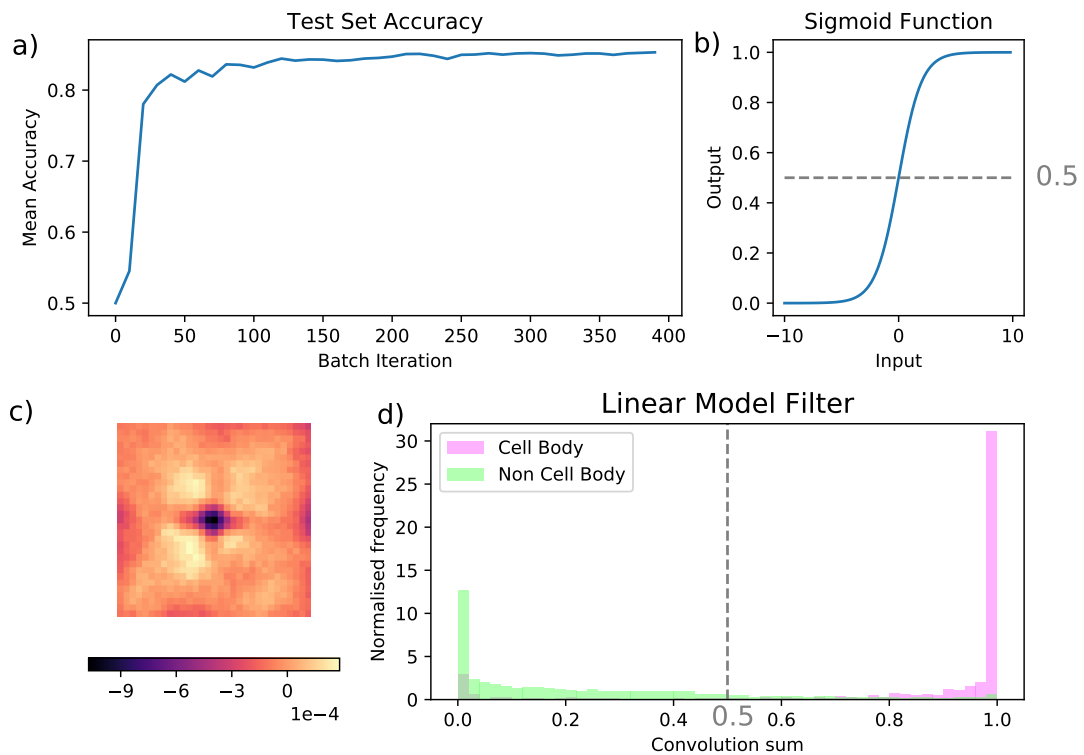 a)
Test Set Accuracy
Mean Accuracy
0.8
0.7
0.6
0.5
0
50
100
150
200
250
300
350
400
Batch Iteration
b)
Sigmoid Function
Output
1.0
0.8
0.6
0.4
0.2
0.0
0.5
−10
0
10
Input
c)
−9
−6
−3
0
1e−4
d)
Linear Model Filter
Cell Body
Non Cell Body
Normalised frequency
30
25
20
15
10
5
0
0.0
0.2
0.4
0.5
0.6
0.8
1.0
Convolution sum